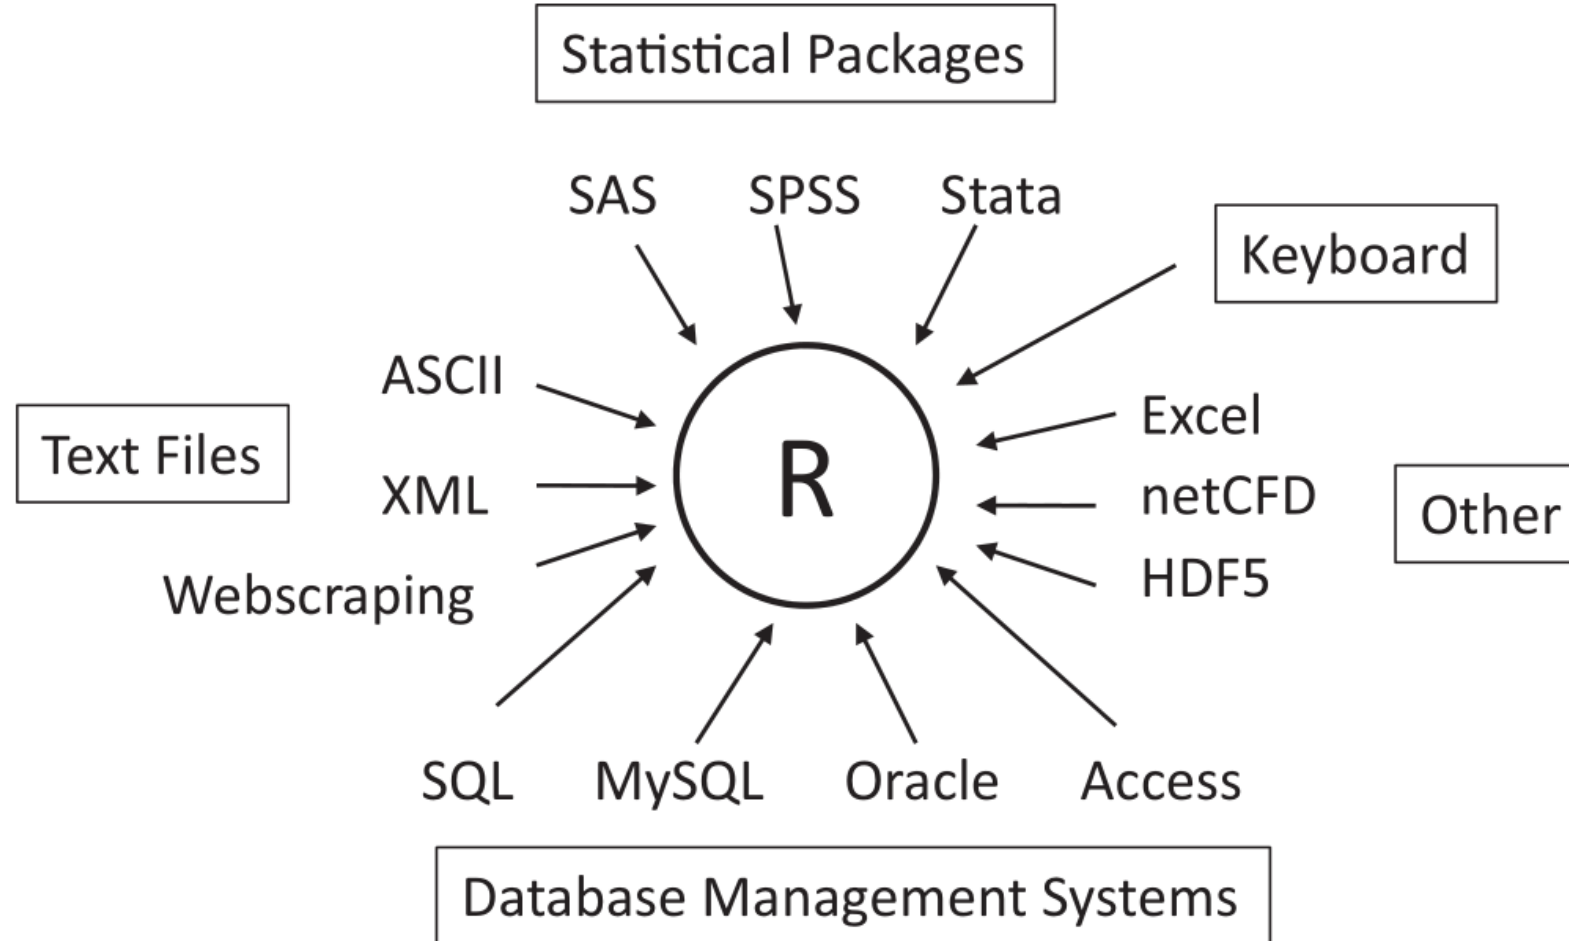 Statistical Packages
SAS SPSS Stata
Keyboard
ASCII
Excel
Text Files
R
XML
netCFD
Other
HDF5
Webscraping
SQL MySQL Oracle Access
Database Management Systems